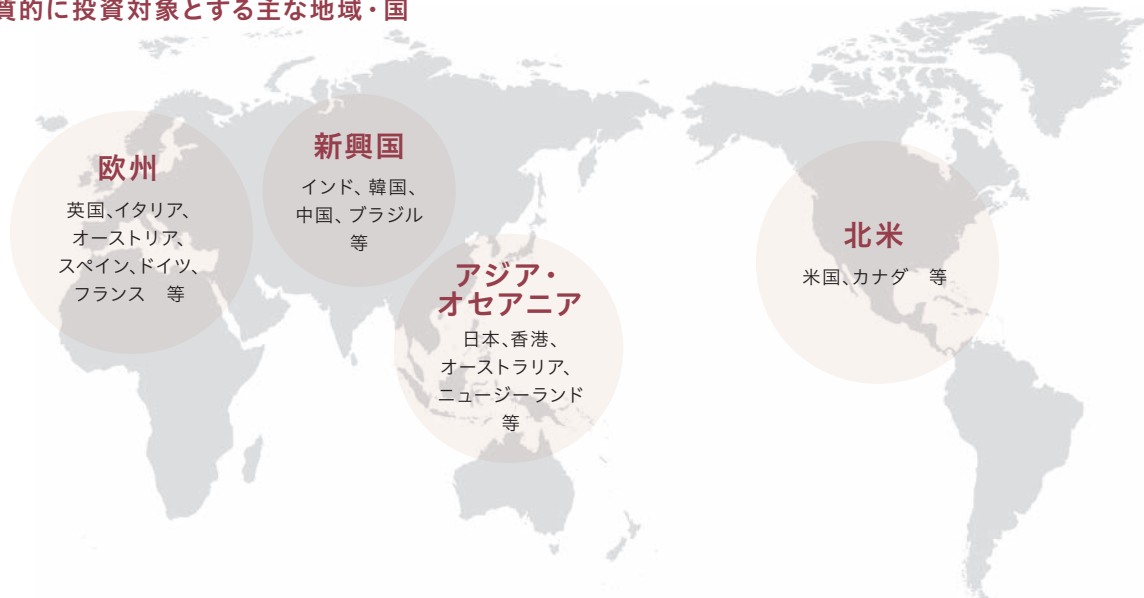 質的に投資対象とする主な地域・国
欧州
英国、イタリア、
オーストリア、
スペイン、ドイツ、
フランス　等
新興国
インド、韓国、
中国、ブラジル
等
アジア・
オセアニア
日本、香港、
オーストラリア、
ニュージーランド
等
北米
米国、カナダ　等